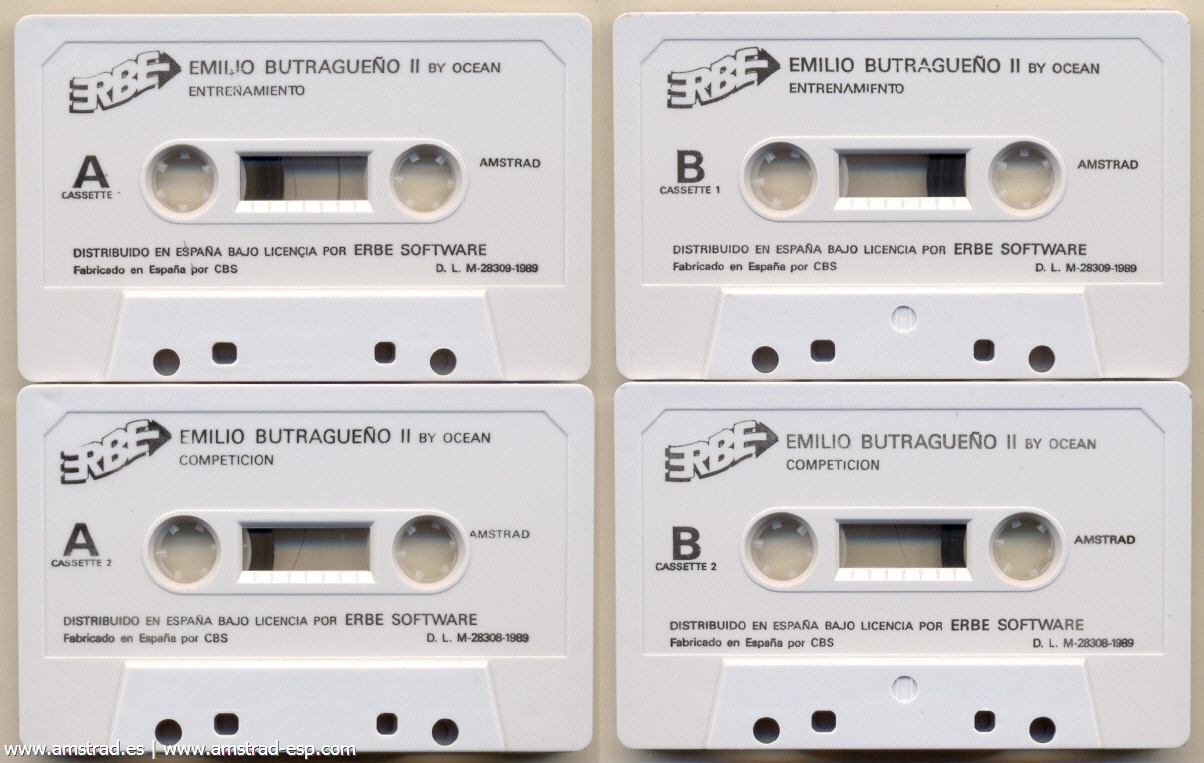 ERBE
EMILIO BUTRAGUEÑO II BY OCEAN
ENTRENAMIENTO
A
CASSETTE
AMSTRAD
DISTRIBUIDO EN ESPAÑA BAJO LICENCIA POR ERBE SOFTWARE
Fabricado en España por CBS
D. L. M-28309-1989
ERBE
EMILIO BUTRAGUEÑO II BY OCEAN
ENTRENAMIENTO
B
CASSETTE 1
AMSTRAD
DISTRIBUIDO EN ESPAÑA BAJO LICENCIA POR ERBE SOFTWARE
Fabricado en España por CBS
D. L. M-28309-1989
ERBE
EMILIO BUTRAGUEÑO II BY OCEAN
COMPETICION
A
CASSETTE 2
AMSTRAD
DISTRIBUIDO EN ESPAÑA BAJO LICENCIA POR ERBE SOFTWARE
Fabricado en España por CBS
D. L. M-28308-1989
ERBE
EMILIO BUTRAGUEÑO II BY OCEAN
COMPETICION
B
CASSETTE 2
AMSTRAD
DISTRIBUIDO EN ESPAÑA BAJO LICENCIA POR ERBE SOFTWARE
Fabricado en España por CBS
D. L. M-28308-1989
www.amstrad.es | www.amstrad-esp.com